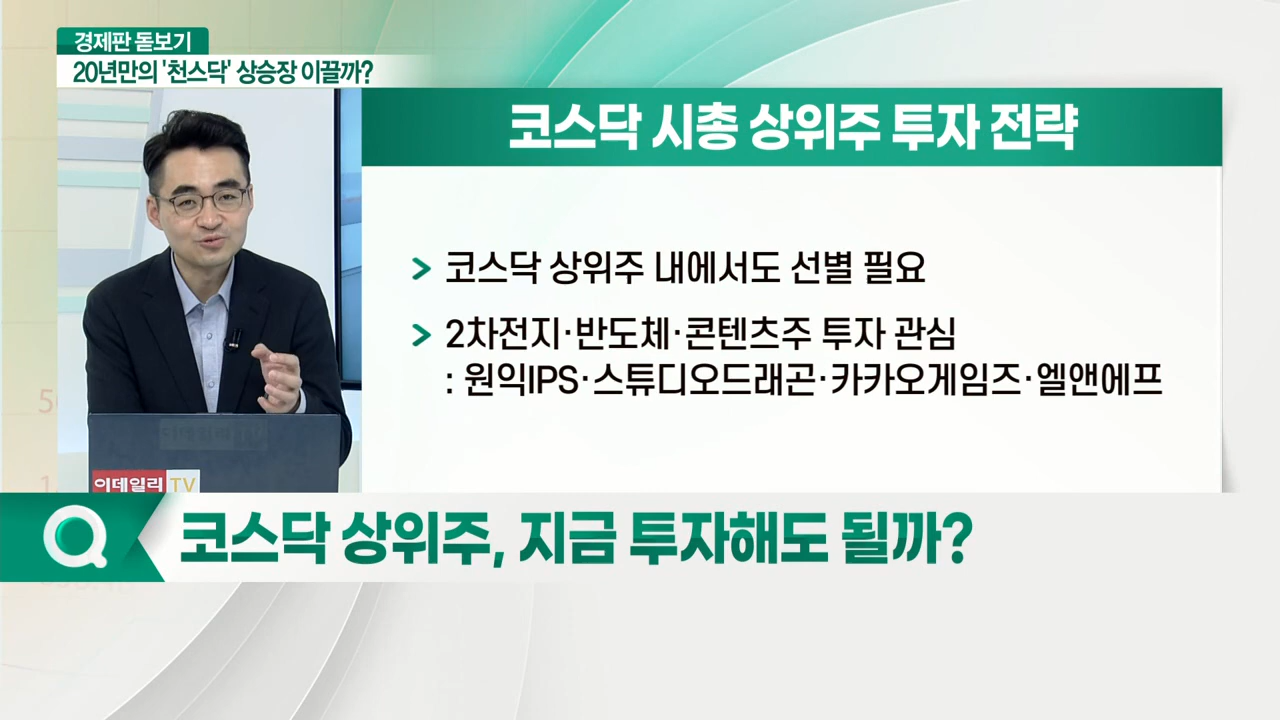 경제판 돋보기
20년만의 '천스닥' 상승장 이끌까?
코스닥 시총 상위주 투자 전략
> 코스닥 상위주 내에서도 선별 필요
> 2차전지·반도체·콘텐츠주 투자 관심
: 원익IPS·스튜디오드래곤·카카오게임즈·엘앤에프
이데일리 TV
Q 코스닥 상위주, 지금 투자해도 될까?